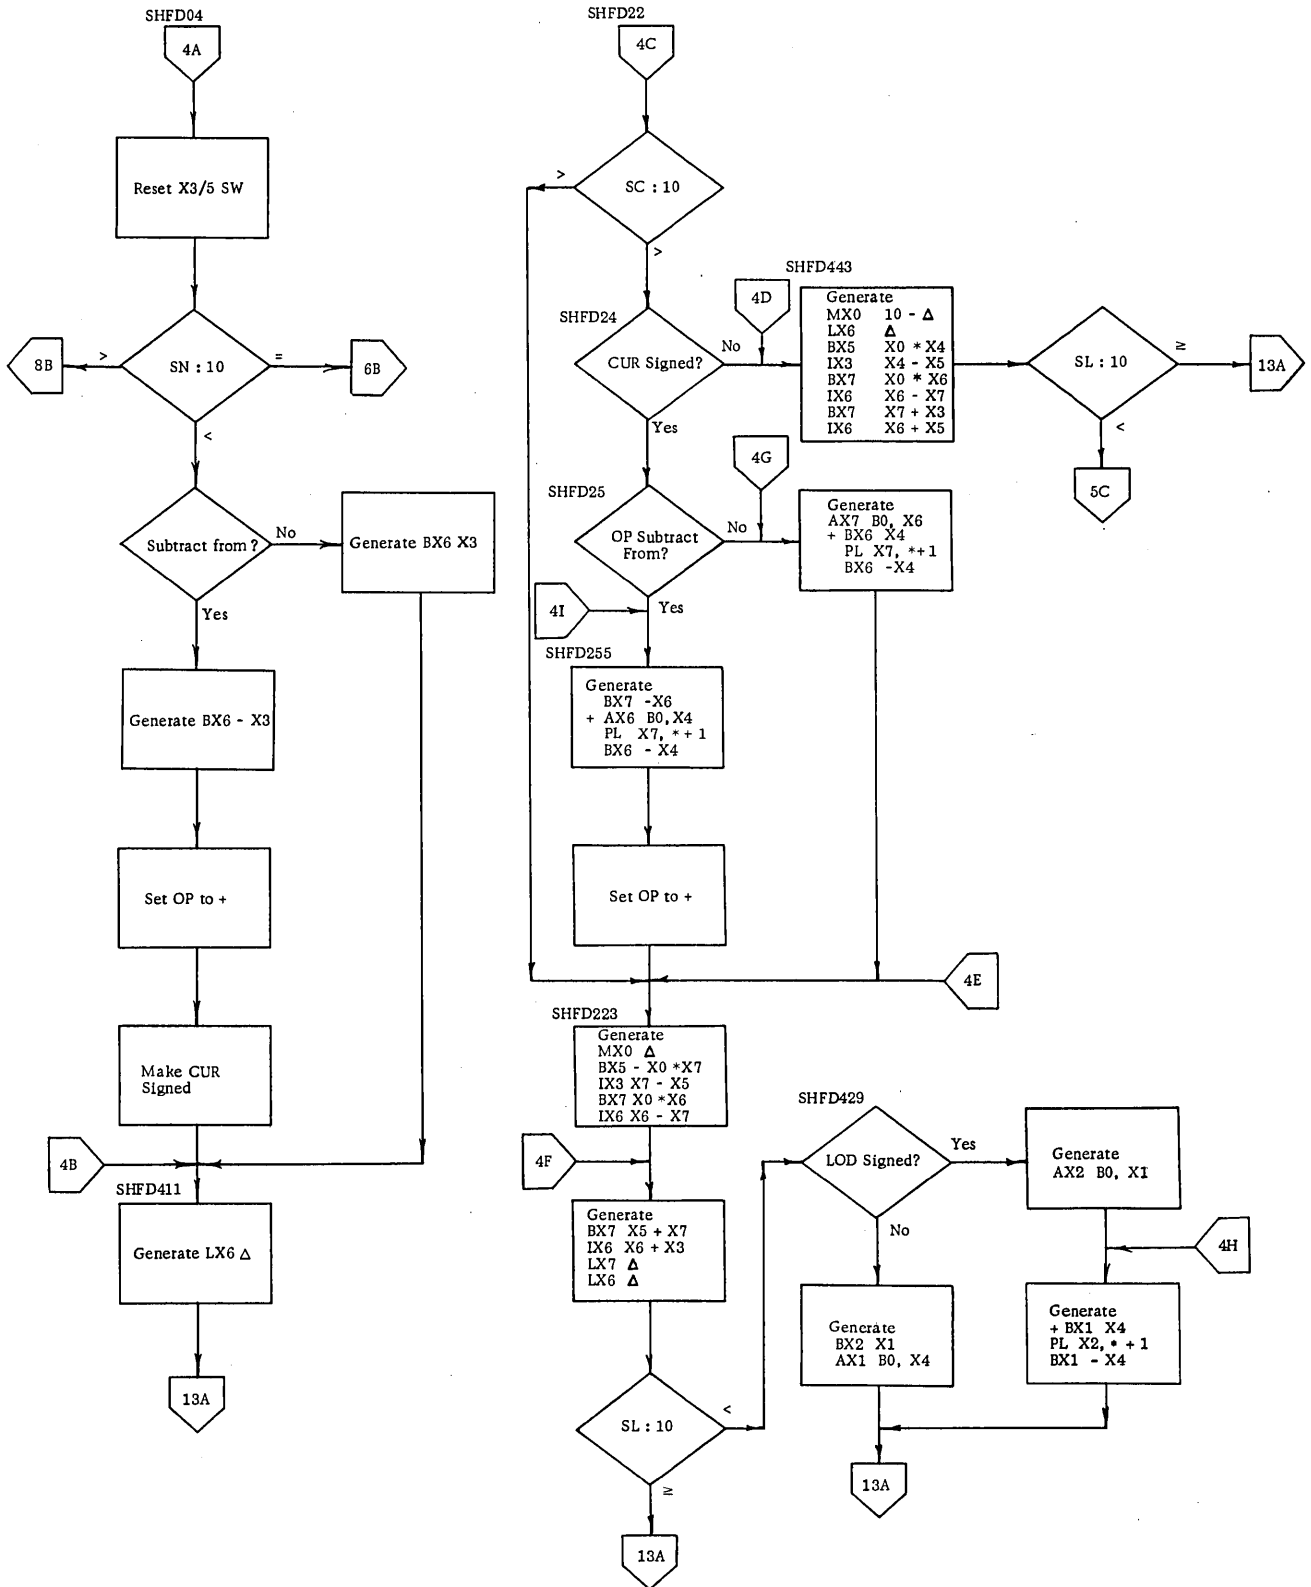 SHFD04
4A
Reset X3/5 SW
SN : 10
>
=
<
8B
6B
Subtract from ?
No
Generate BX6 X3
Yes
Generate BX6 - X3
Set OP to +
Make CUR
Signed
4B
SHFD411
Generate LX6 Δ
13A
SHFD22
4C
SC : 10
>
>
SHFD24
CUR Signed?
No
4D
SHFD443
Generate
MX0 10 - Δ
LX6 Δ
BX5 X0 * X4
IX3 X4 - X5
BX7 X0 * X6
IX6 X6 - X7
BX7 X7 + X3
IX6 X6 + X5
SL : 10
≥
13A
<
5C
Yes
SHFD25
OP Subtract
From?
No
4G
Generate
AX7 B0, X6
+ BX6 X4
PL X7, *+1
BX6 -X4
4I
Yes
SHFD255
Generate
BX7 -X6
+ AX6 B0, X4
PL X7, * + 1
BX6 - X4
Set OP to +
4E
SHFD223
Generate
MX0 Δ
BX5 - X0 *X7
IX3 X7 - X5
BX7 X0 *X6
IX6 X6 - X7
4F
Generate
BX7 X5 + X7
IX6 X6 + X3
LX7 Δ
LX6 Δ
SL : 10
<
≥
13A
SHFD429
LOD Signed?
Yes
Generate
AX2 B0, X1
No
4H
Generate
BX2 X1
AX1 B0, X4
Generate
+ BX1 X4
PL X2, * + 1
BX1 - X4
13A